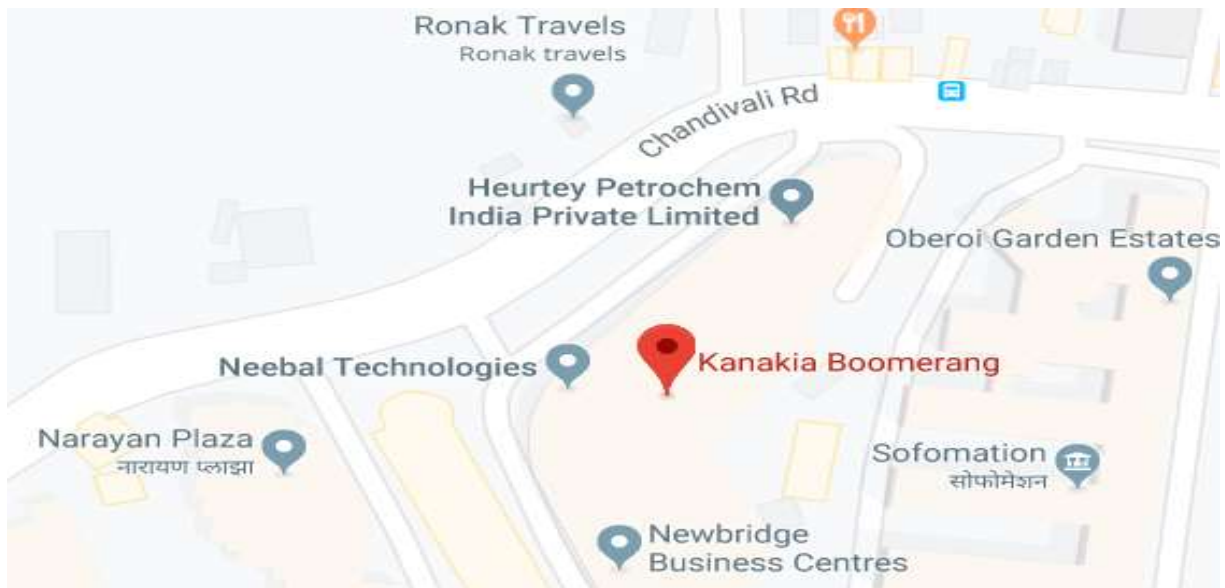 Ronak Travels
Ronak travels
Chandivali Rd
Heurtey Petrochem
India Private Limited
Oberoi Garden Estates
Neebal Technologies
Kanakia Boomerang
Narayan Plaza
नारायण प्लाझा
Sofomation
सोफोमेशन
Newbridge
Business Centres